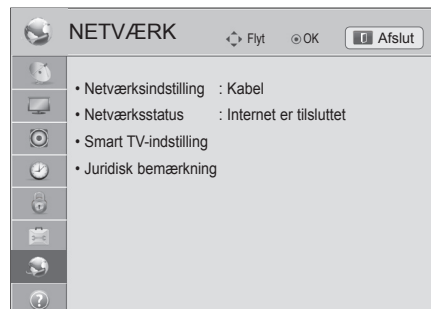 NETVÆRK Flyt OK Afslut
• Netværksindstilling : Kabel
• Netværksstatus : Internet er tilsluttet
• Smart TV-indstilling
• Juridisk bemærkning